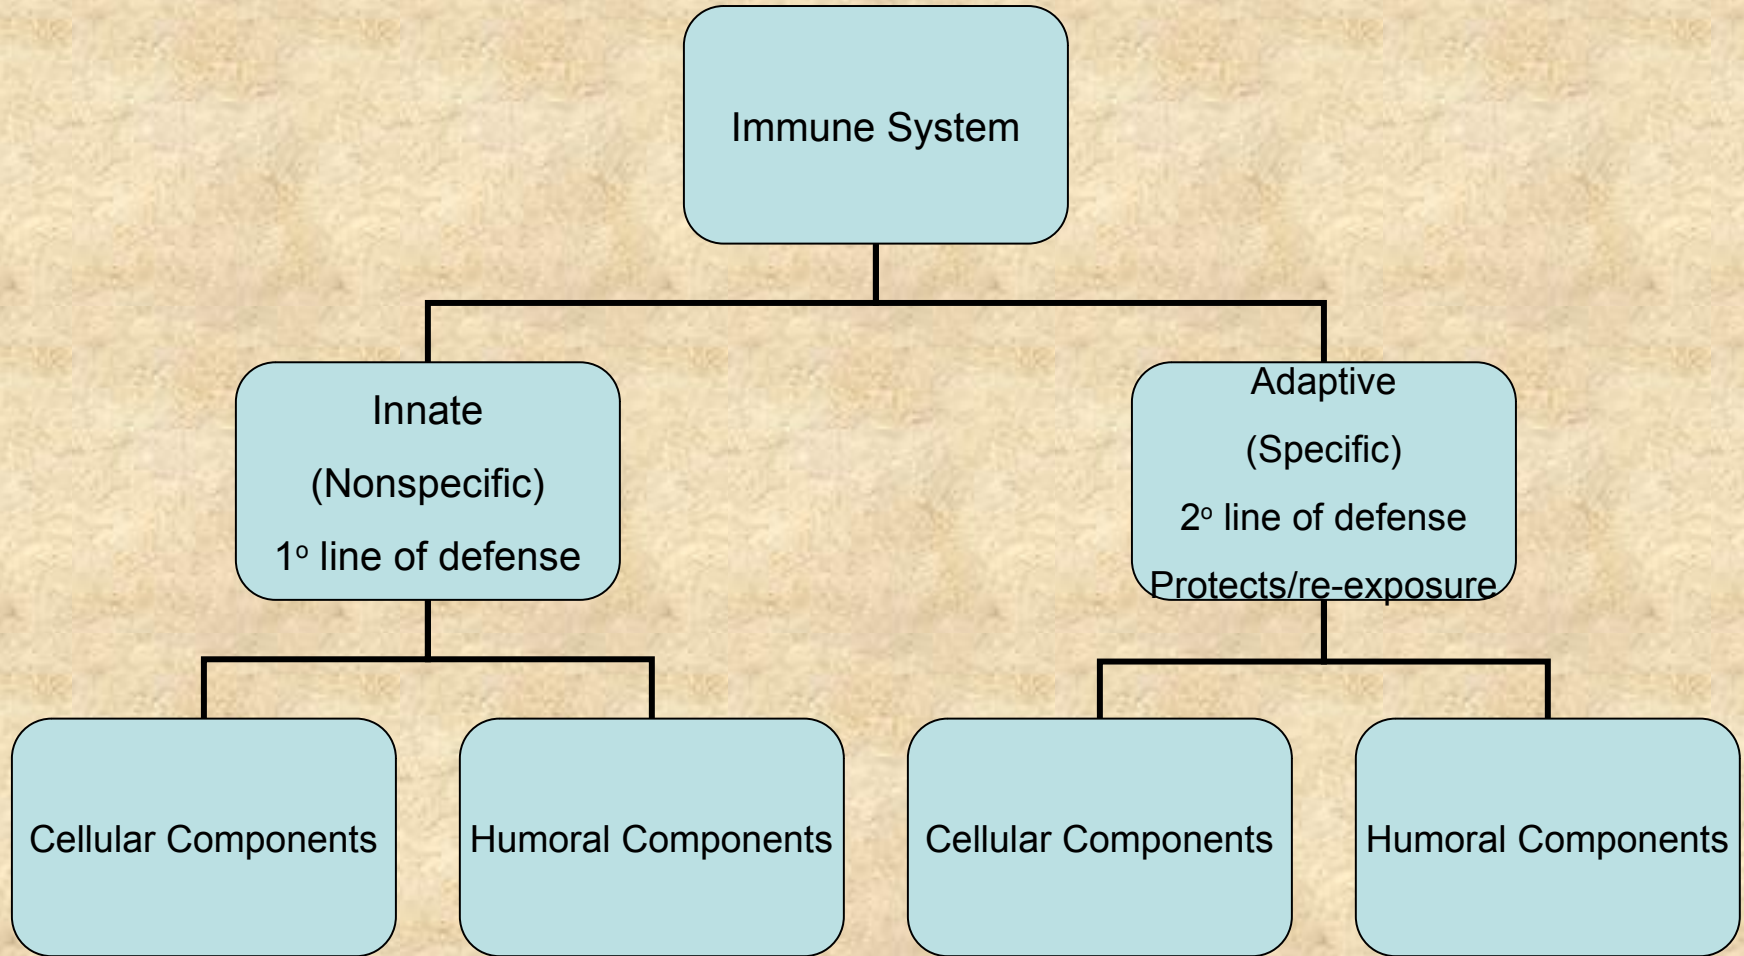 Immune System
Innate
(Nonspecific)
1º line of defense
Adaptive
(Specific)
2º line of defense
Protects/re-exposure
Cellular Components
Humoral Components
Cellular Components
Humoral Components